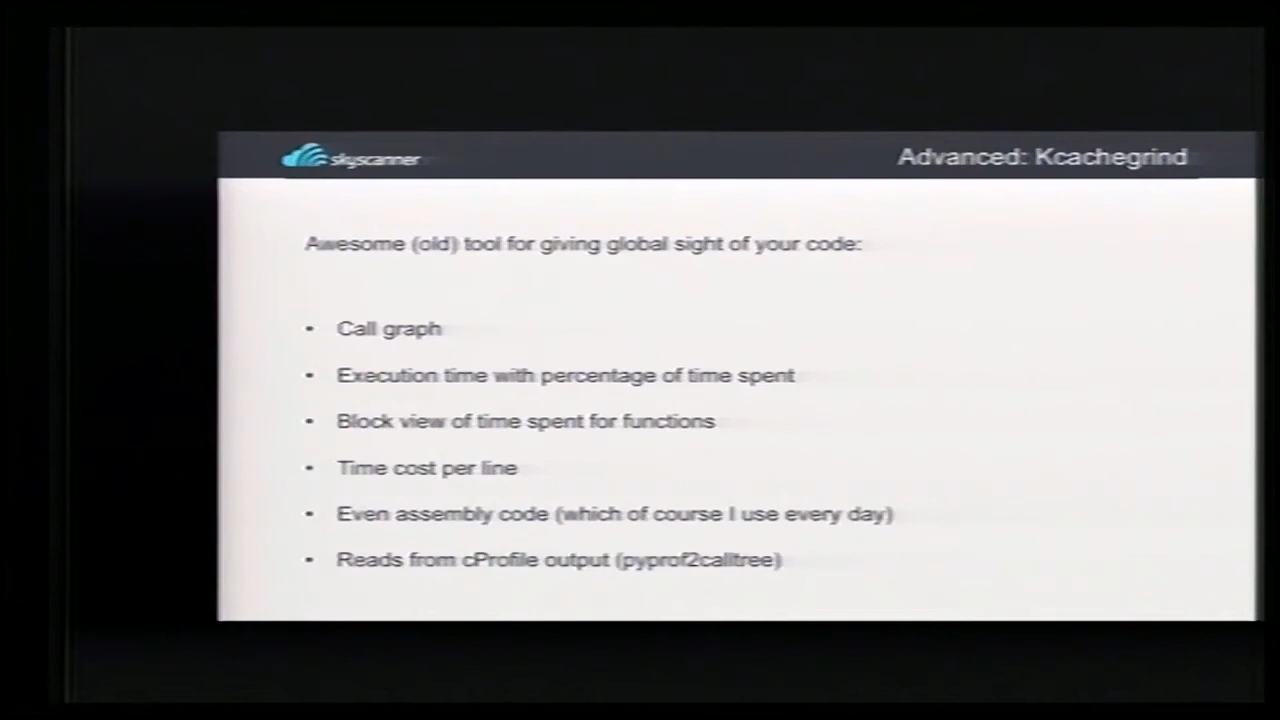 skyscanner
Advanced: Kcachegrind
Awesome (old) tool for giving global sight of your code:
• Call graph
• Execution time with percentage of time spent
• Block view of time spent for functions
• Time cost per line
• Even assembly code (which of course I use every day)
• Reads from cProfile output (pyprof2calltree)